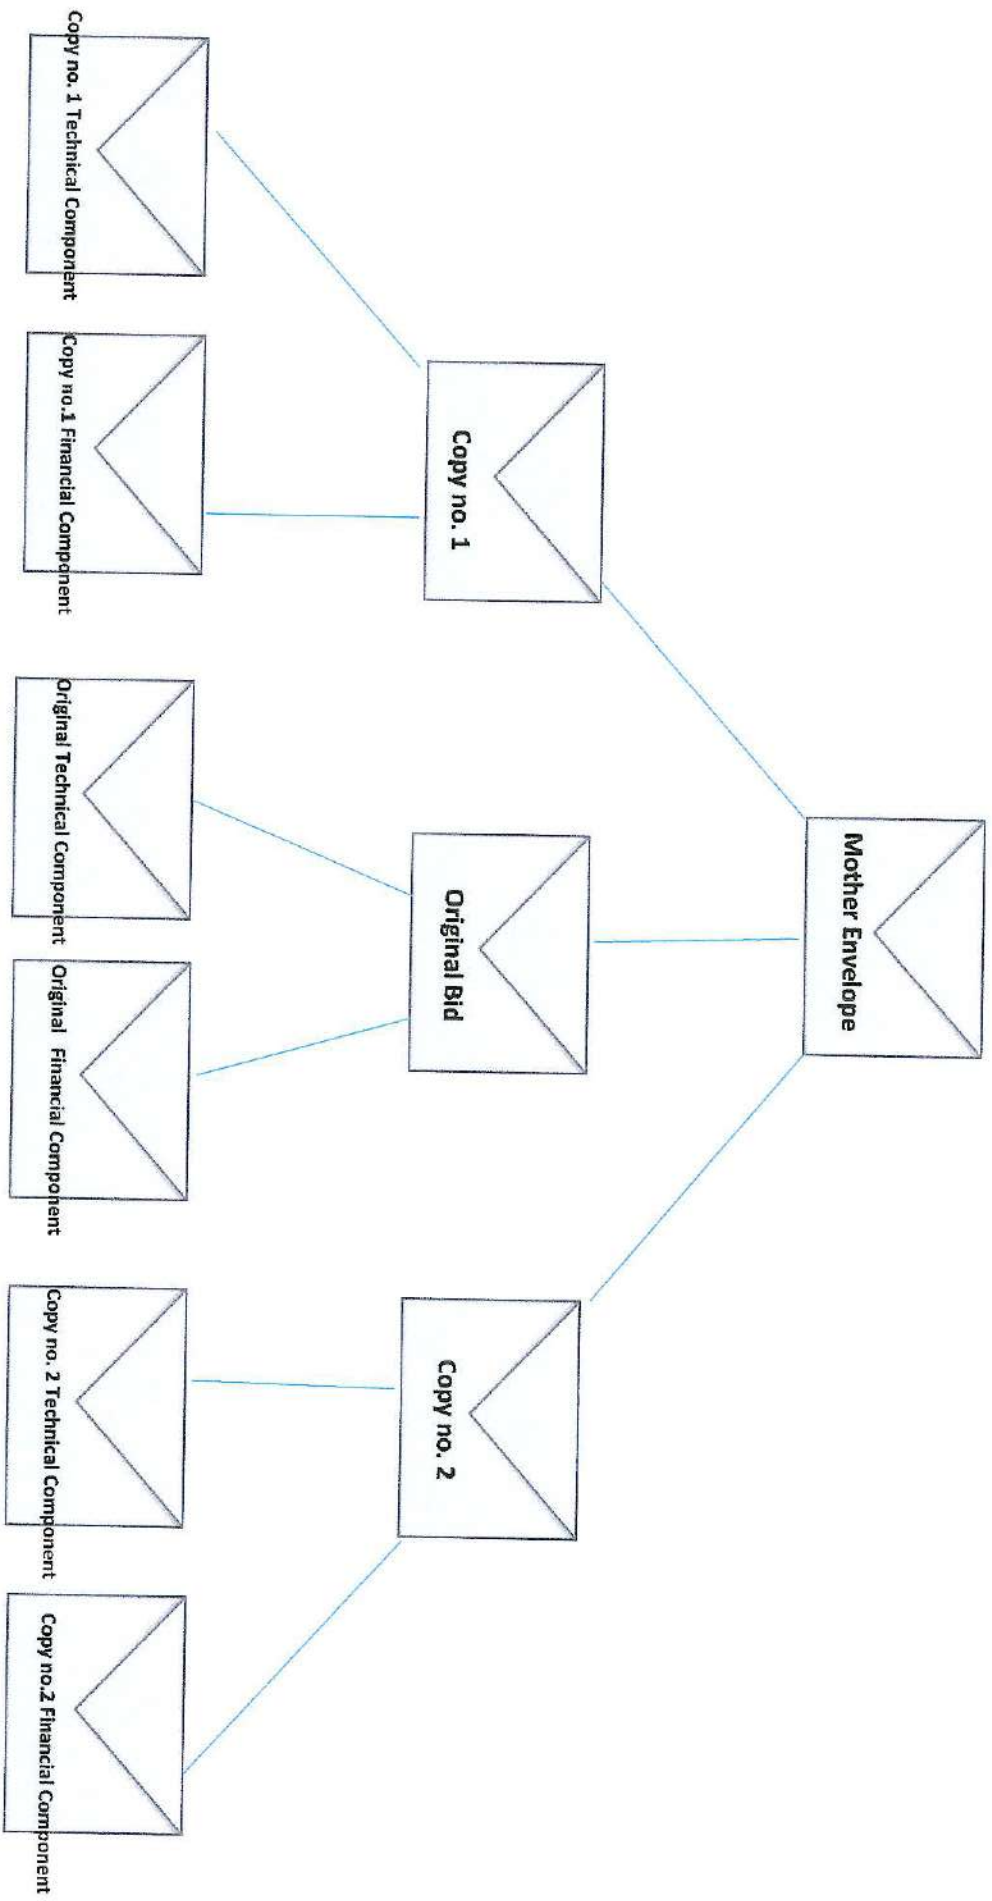 Mother Envelope
Copy no. 1
Original Bid
Copy no. 2
Copy no. 1 Technical Component
Copy no.1 Financial Component
Original Technical Component
Original Financial Component
Copy no. 2 Technical Component
Copy no.2 Financial Component